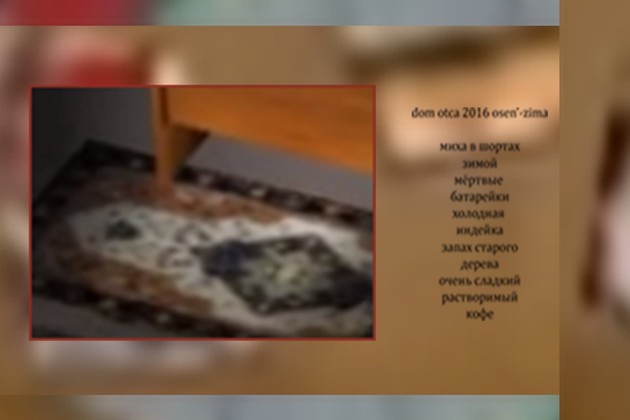 dom otca 2016 osen'-zima
миха в шортах
зимой
мёртвые
батарейки
холодная
индейка
запах старого
дерева
очень сладкий
растворимый
кофе